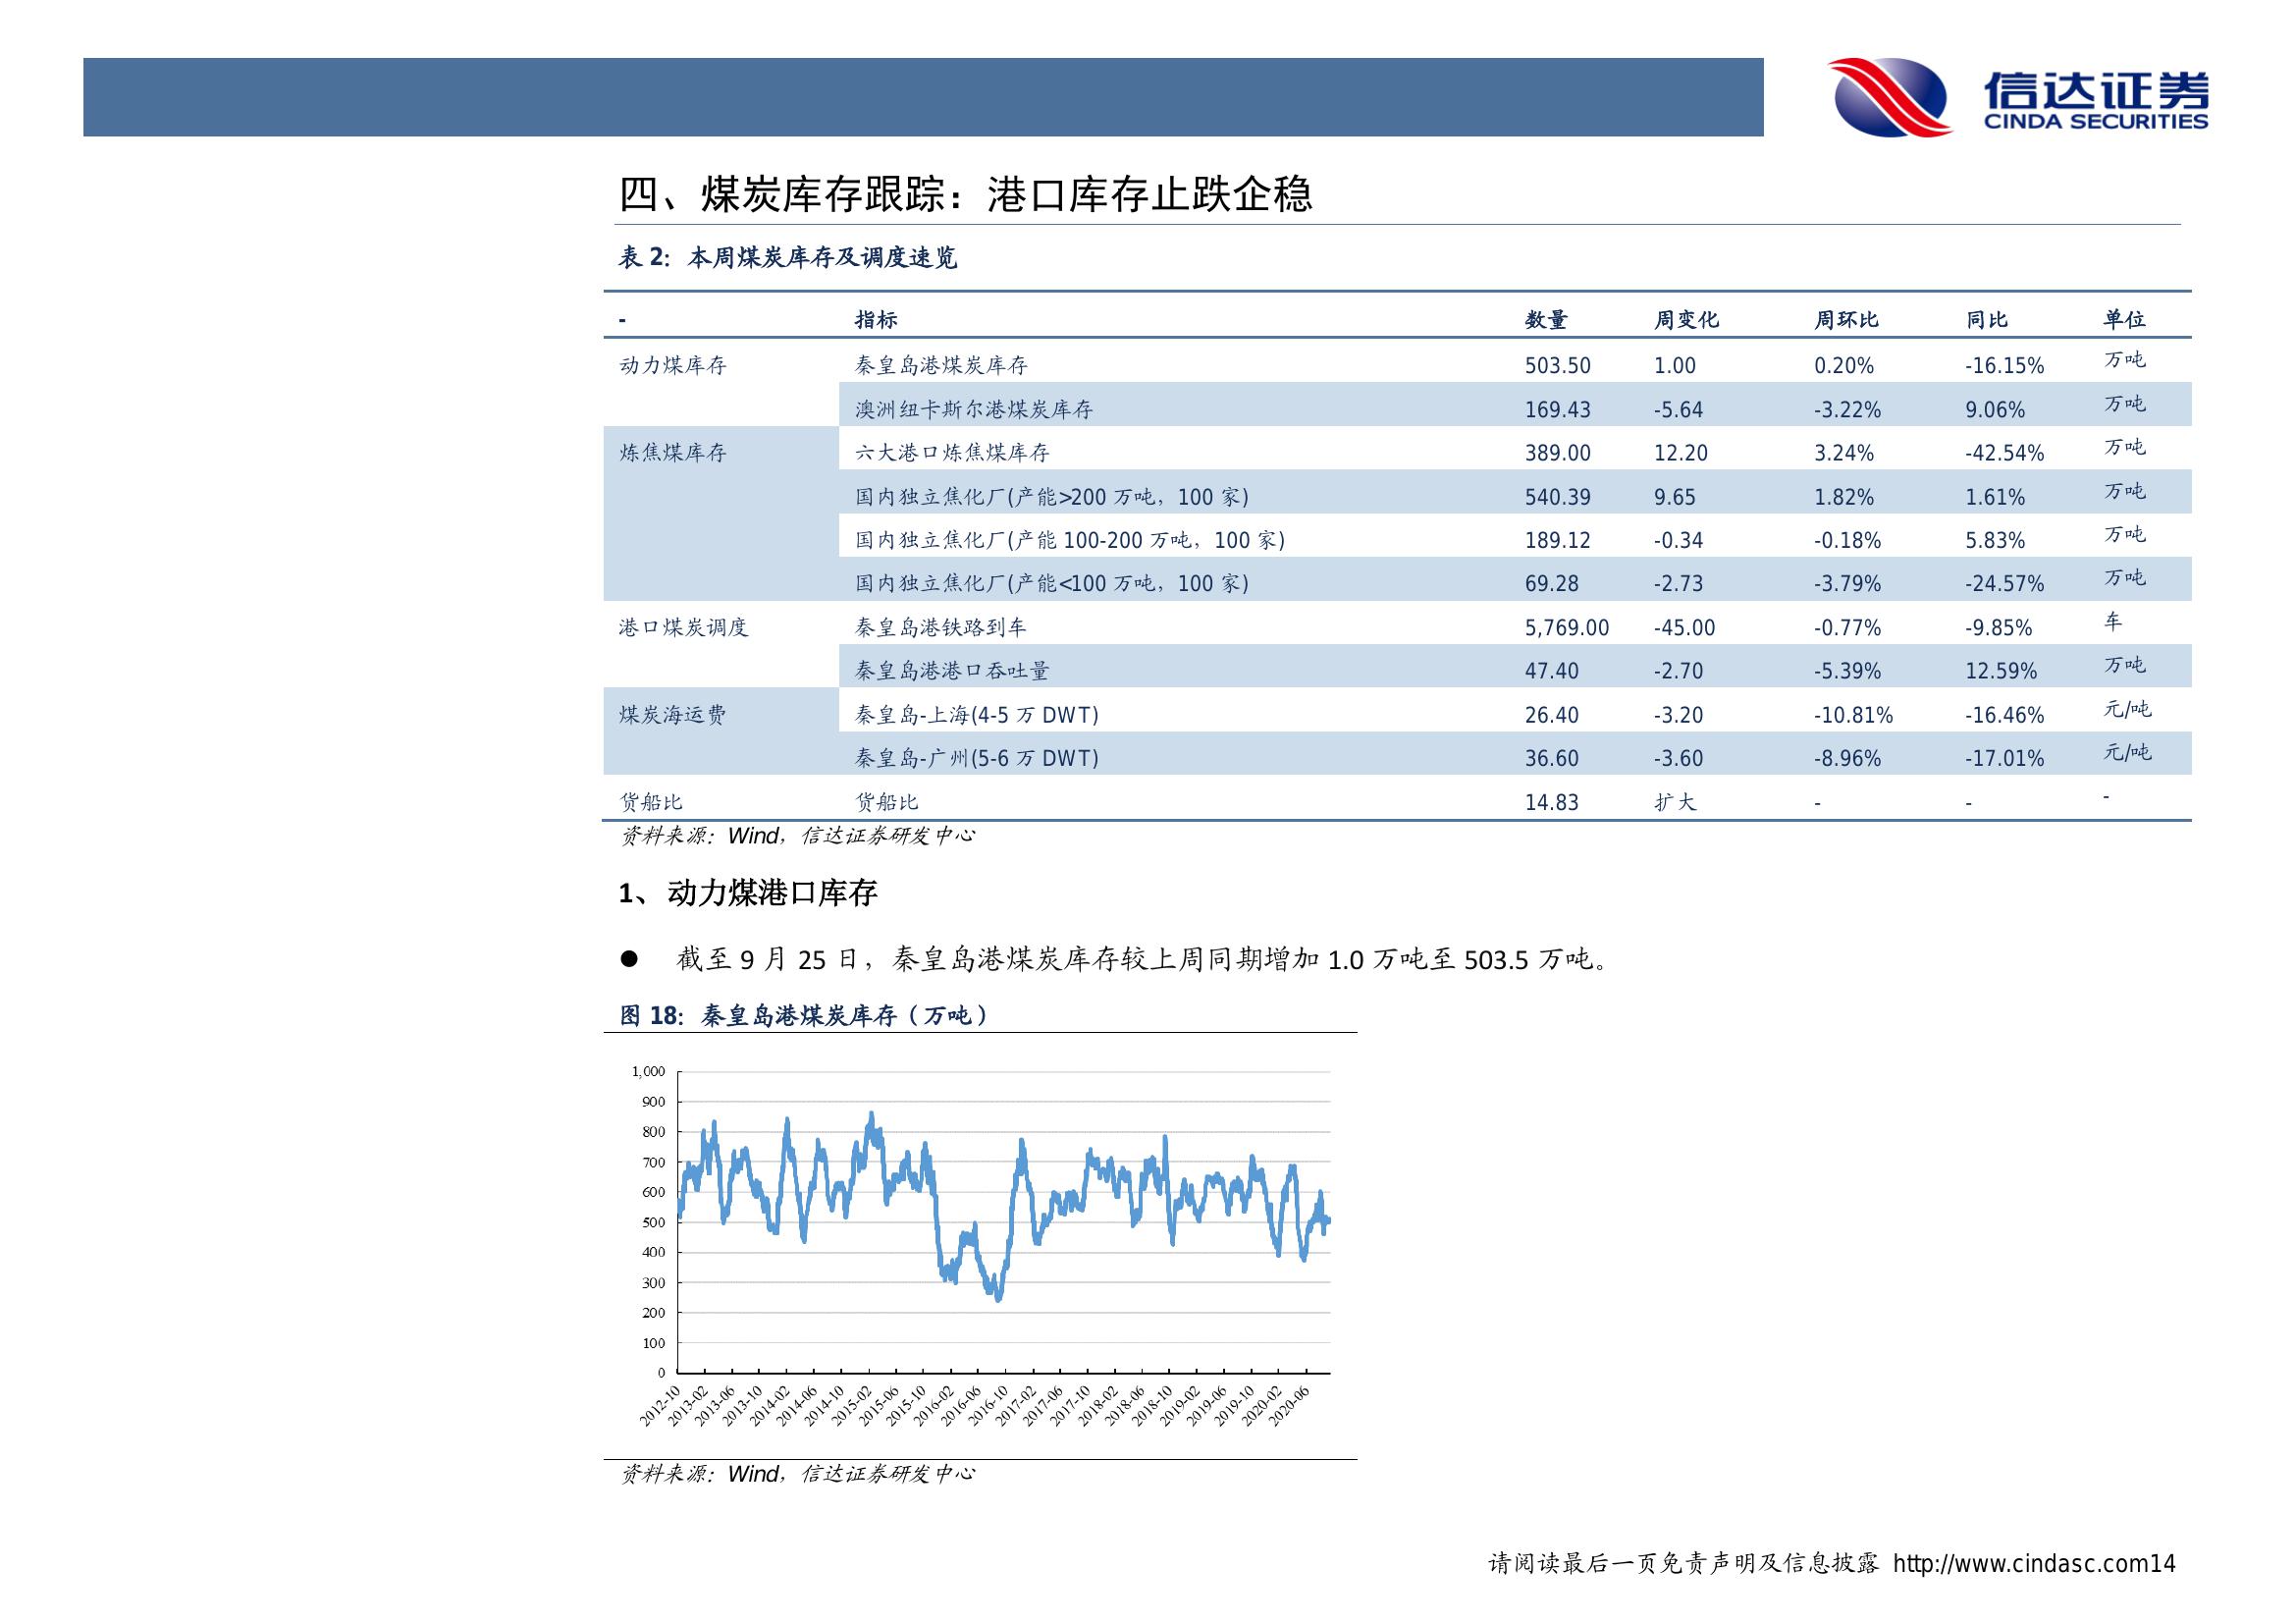 信达证券
CINDA SECURITIES
四、煤炭库存跟踪：港口库存止跌企稳
表 2：本周煤炭库存及调度速览
- 指标 数量 周变化 周环比 同比 单位
动力煤库存 秦皇岛港煤炭库存 503.50 1.00 0.20% -16.15% 万吨
澳洲纽卡斯尔港煤炭库存 169.43 -5.64 -3.22% 9.06% 万吨
炼焦煤库存 六大港口炼焦煤库存 389.00 12.20 3.24% -42.54% 万吨
国内独立焦化厂(产能>200 万吨，100 家) 540.39 9.65 1.82% 1.61% 万吨
国内独立焦化厂(产能 100-200 万吨，100 家) 189.12 -0.34 -0.18% 5.83% 万吨
国内独立焦化厂(产能<100 万吨，100 家) 69.28 -2.73 -3.79% -24.57% 万吨
港口煤炭调度 秦皇岛港铁路到车 5,769.00 -45.00 -0.77% -9.85% 车
秦皇岛港港口吞吐量 47.40 -2.70 -5.39% 12.59% 万吨
煤炭海运费 秦皇岛-上海(4-5 万 DWT) 26.40 -3.20 -10.81% -16.46% 元/吨
秦皇岛-广州(5-6 万 DWT) 36.60 -3.60 -8.96% -17.01% 元/吨
货船比 货船比 14.83 扩大 - - -
资料来源：Wind，信达证券研发中心
1、动力煤港口库存
● 截至 9 月 25 日，秦皇岛港煤炭库存较上周同期增加 1.0 万吨至 503.5 万吨。
图 18：秦皇岛港煤炭库存（万吨）
1,000
900
800
700
600
500
400
300
200
100
0
2012-10 2013-02 2013-06 2013-10 2014-02 2014-06 2014-10 2015-02 2015-06 2015-10 2016-02 2016-06 2016-10 2017-02 2017-06 2017-10 2018-02 2018-06 2018-10 2019-02 2019-06 2019-10 2020-02 2020-06
资料来源：Wind，信达证券研发中心
请阅读最后一页免责声明及信息披露 http://www.cindasc.com14